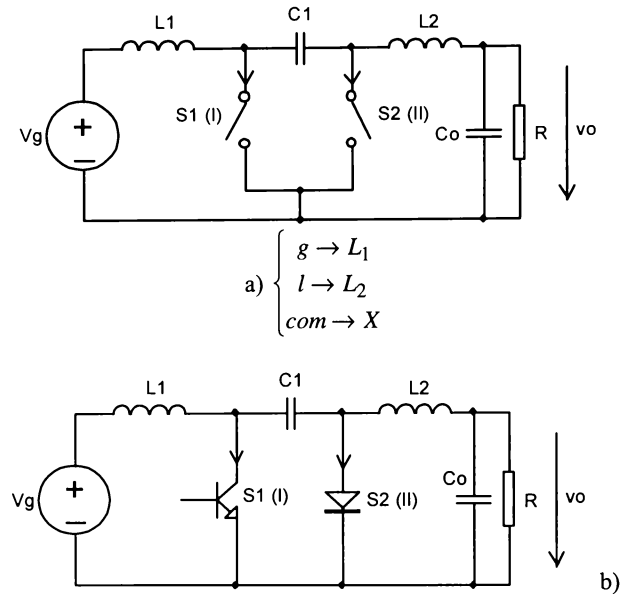 C1
L1
L2
S1 (I)
S2 (II)
Vg
+
−
Co
R
vo
a) { g → L₁
l → L₂
com → X
C1
L1
L2
S1 (I)
S2 (II)
Vg
+
−
Co
R
vo
b)